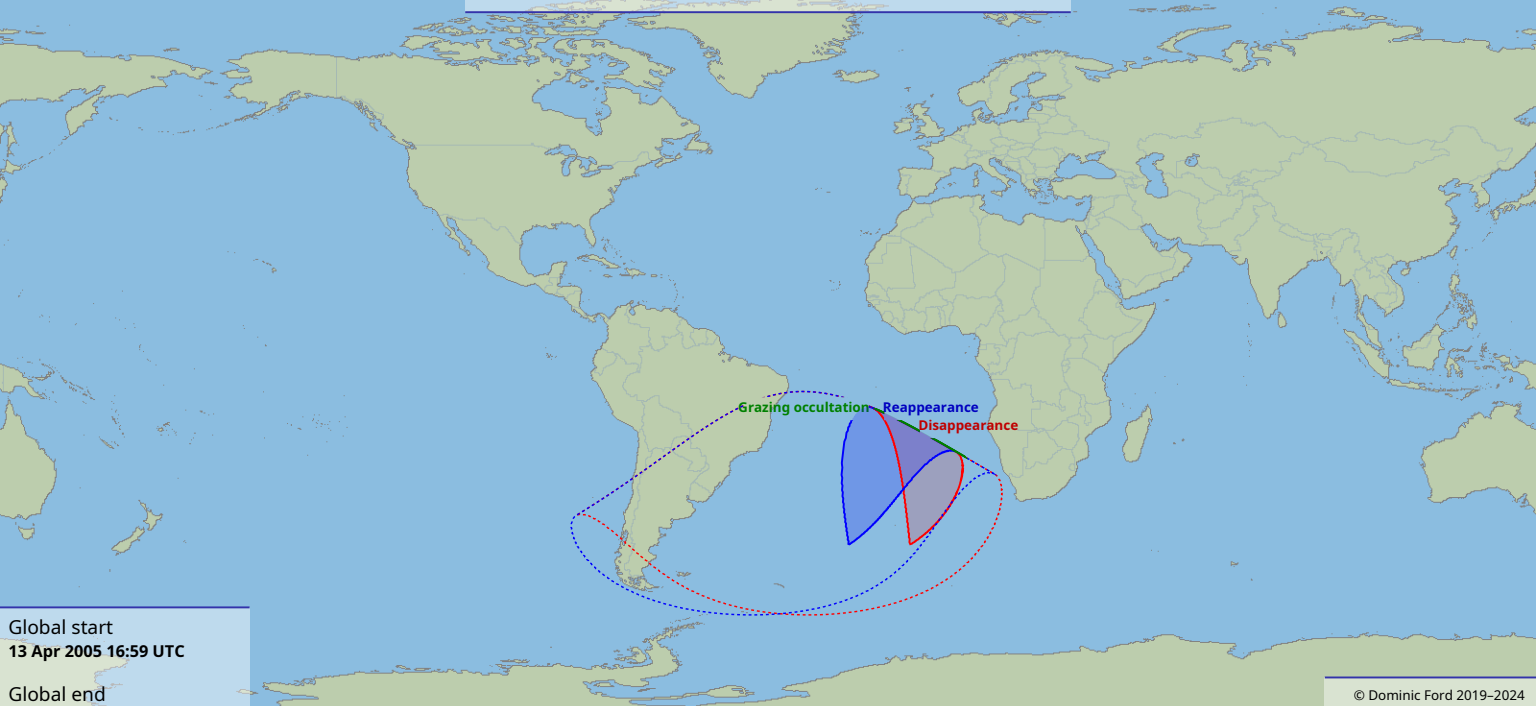 Grazing occultation
Reappearance
Disappearance
Global start
13 Apr 2005 16:59 UTC
Global end
© Dominic Ford 2019–2024